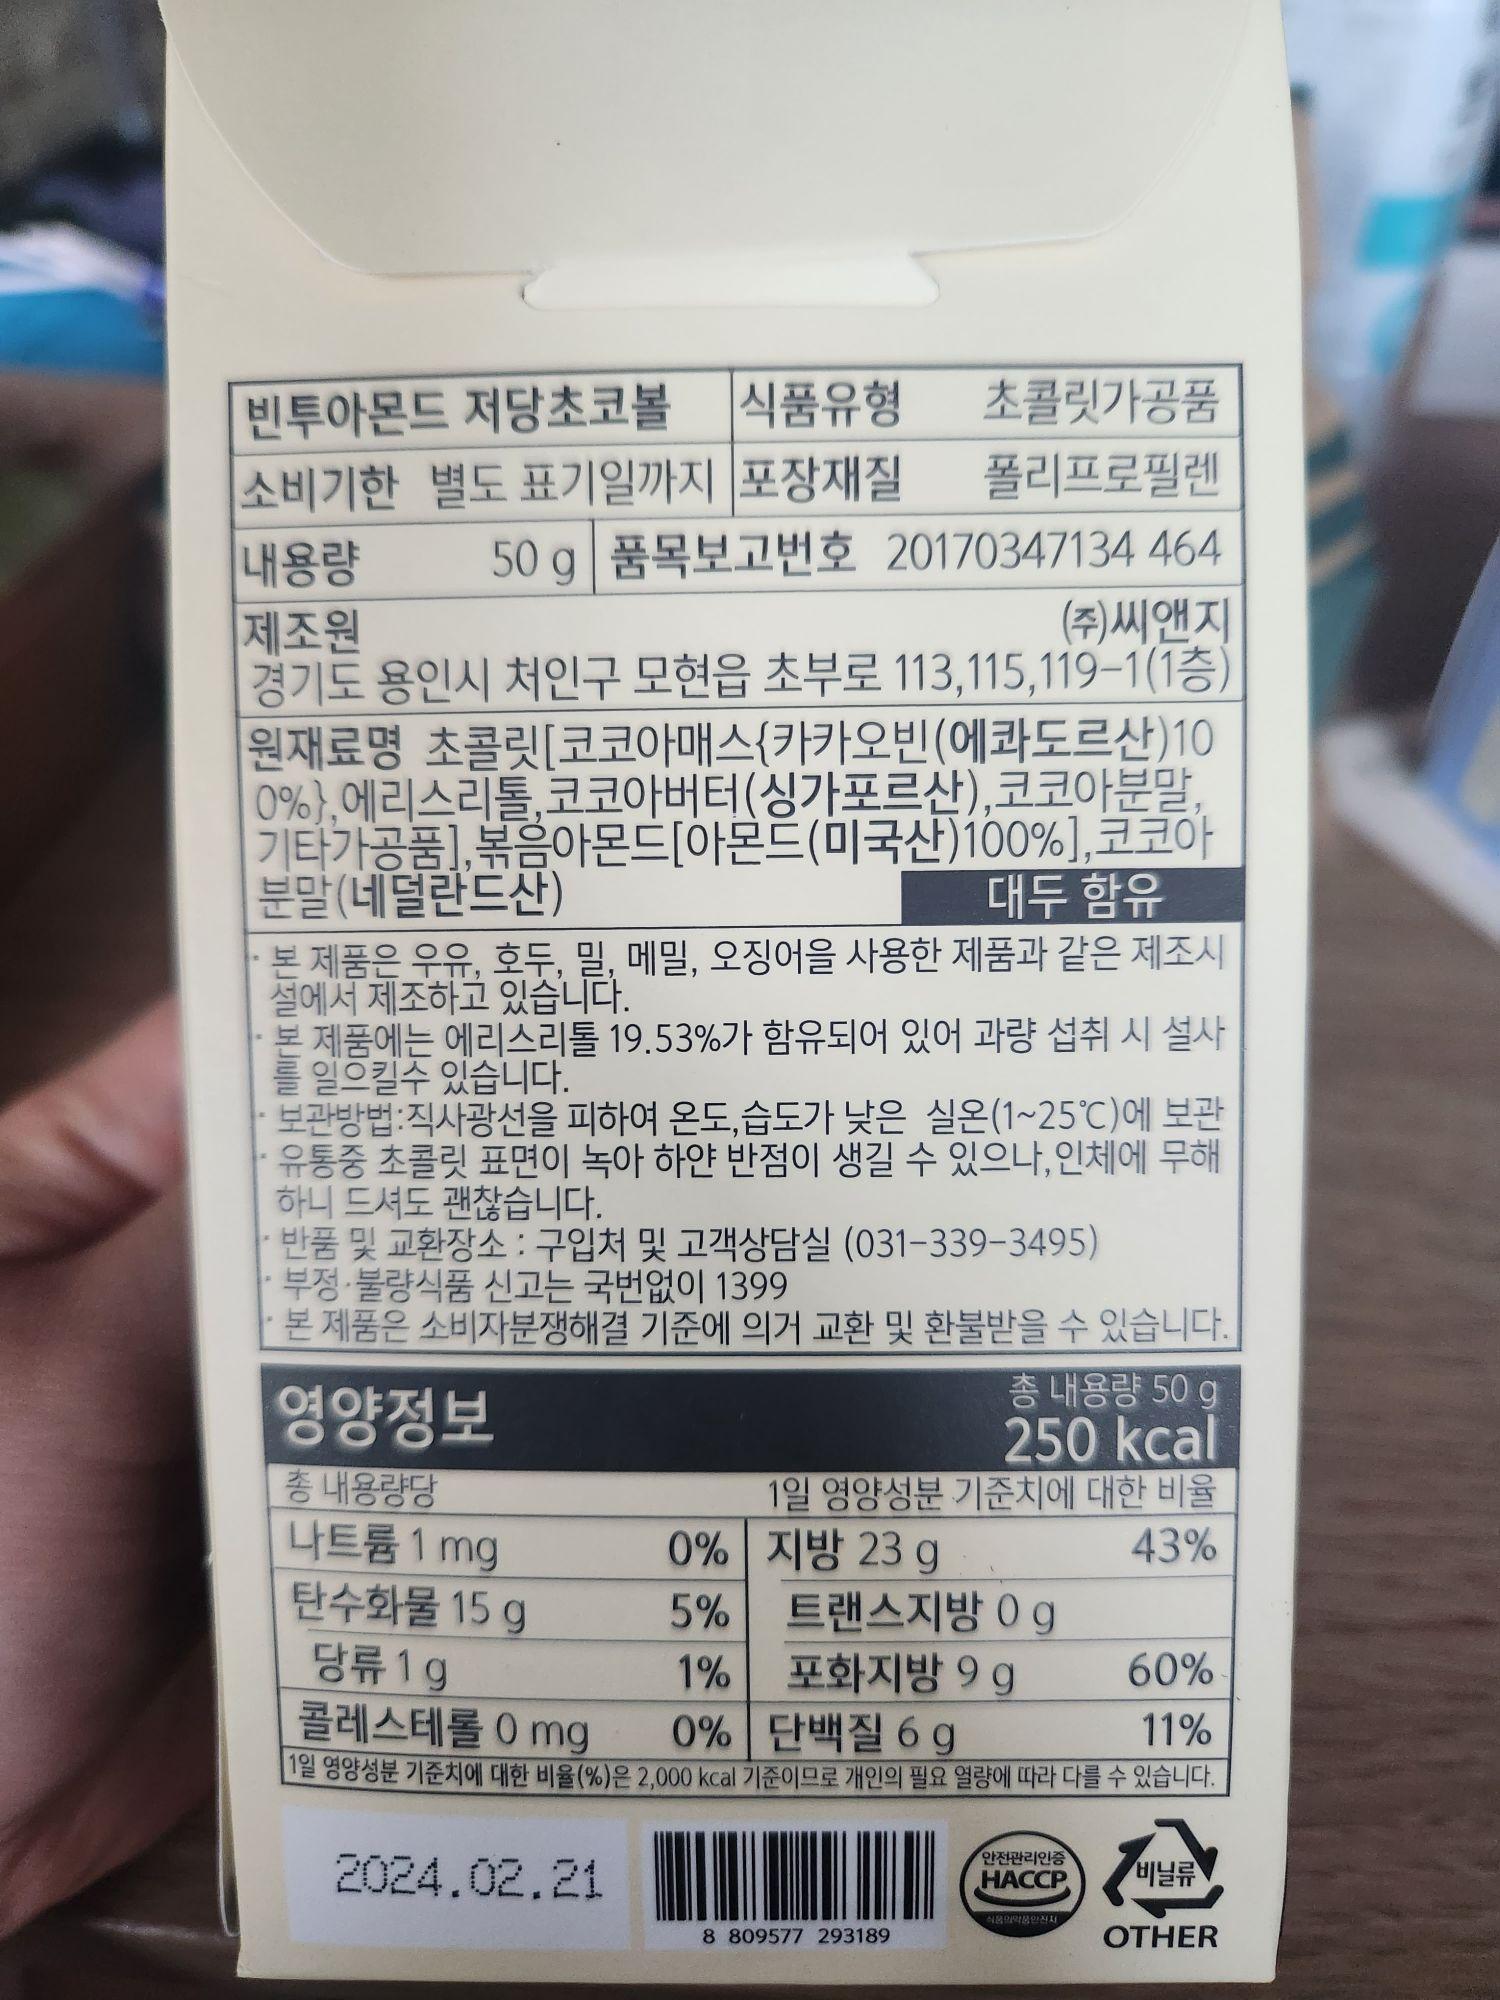 빈투아몬드 저당초코볼 식품유형 초콜릿가공품
소비기한 별도 표기일까지 포장재질 폴리프로필렌
내용량 50 g 품목보고번호 20170347134 464
제조원 (주)씨앤지
경기도 용인시 처인구 모현읍 초부로 113,115,119-1(1층)
원재료명 초콜릿[코코아매스{카카오빈(에콰도르산)10
0%},에리스리톨,코코아버터(싱가포르산),코코아분말,
기타가공품],볶음아몬드[아몬드(미국산)100%],코코아
분말(네덜란드산) 대두 함유
· 본 제품은 우유, 호두, 밀, 메밀, 오징어을 사용한 제품과 같은 제조시
설에서 제조하고 있습니다.
· 본 제품에는 에리스리톨 19.53%가 함유되어 있어 과량 섭취 시 설사
를 일으킬수 있습니다.
· 보관방법:직사광선을 피하여 온도,습도가 낮은 실온(1~25℃)에 보관
· 유통중 초콜릿 표면이 녹아 하얀 반점이 생길 수 있으나,인체에 무해
하니 드셔도 괜찮습니다.
· 반품 및 교환장소 : 구입처 및 고객상담실 (031-339-3495)
· 부정·불량식품 신고는 국번없이 1399
· 본 제품은 소비자분쟁해결 기준에 의거 교환 및 환불받을 수 있습니다.
영양정보 총 내용량 50 g
250 kcal
총 내용량당 1일 영양성분 기준치에 대한 비율
나트륨 1 mg 0% 지방 23 g 43%
탄수화물 15 g 5% 트랜스지방 0 g
당류 1 g 1% 포화지방 9 g 60%
콜레스테롤 0 mg 0% 단백질 6 g 11%
1일 영양성분 기준치에 대한 비율(%)은 2,000 kcal 기준이므로 개인의 필요 열량에 따라 다를 수 있습니다.
2024.02.21
8 809577 293189
안전관리인증
HACCP
식품의약품안전처
비닐류
OTHER